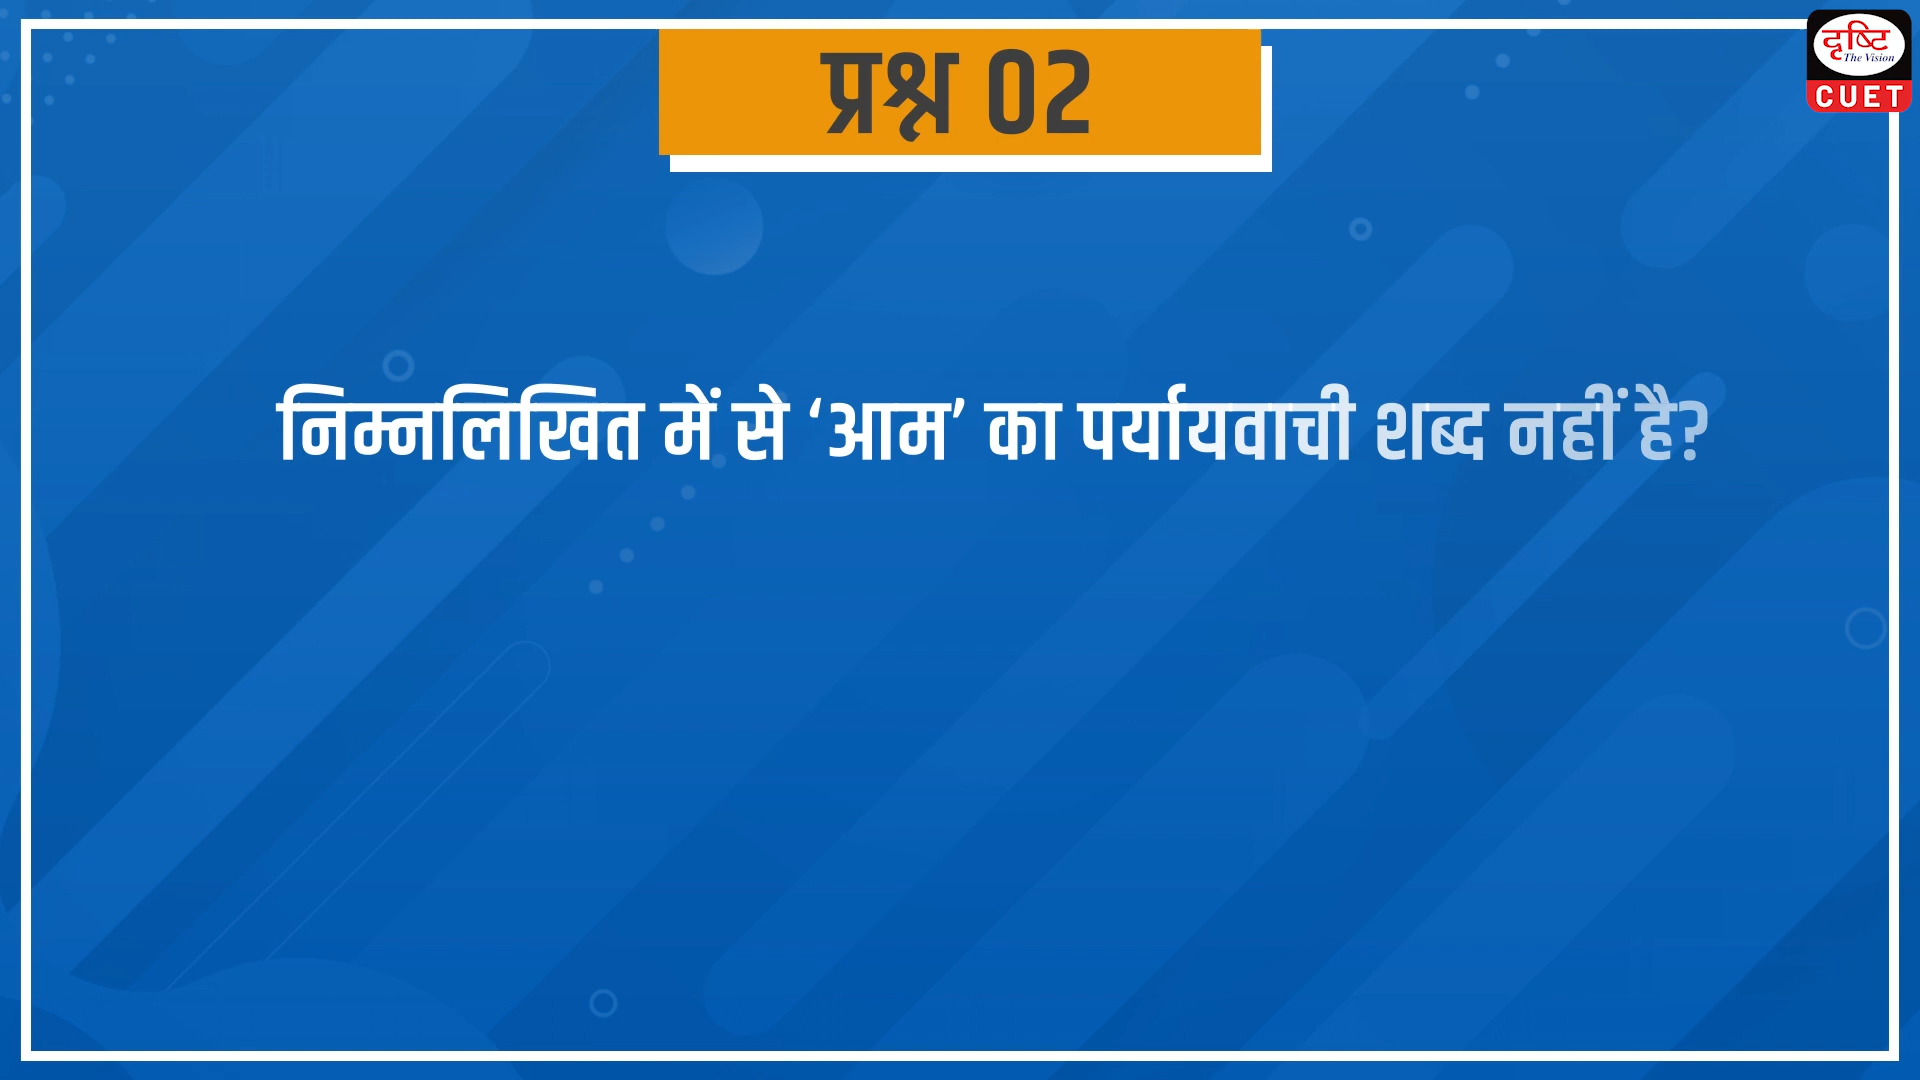 प्रश्न 02
दृष्टि
The Vision
CUET
निम्नलिखित में से ‘आम’ का पर्यायवाची शब्द नहीं है?